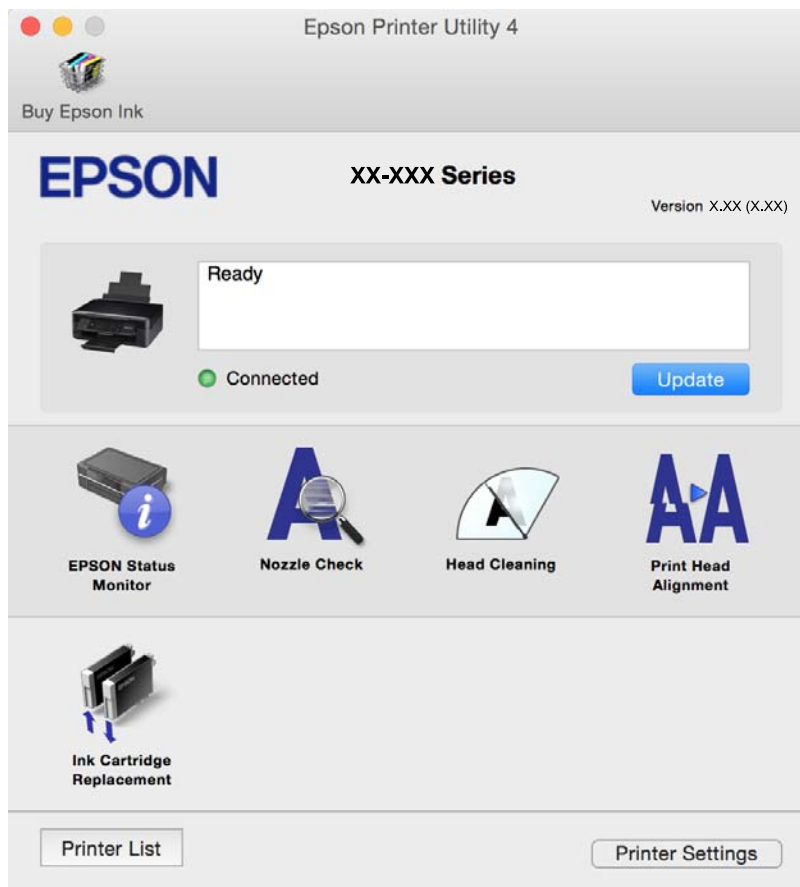 Epson Printer Utility 4
Buy Epson Ink
EPSON
XX-XXX Series
Version X.XX (X.XX)
Ready
Connected
Update
EPSON Status
Monitor
Nozzle Check
Head Cleaning
Print Head
Alignment
Ink Cartridge
Replacement
Printer List
Printer Settings